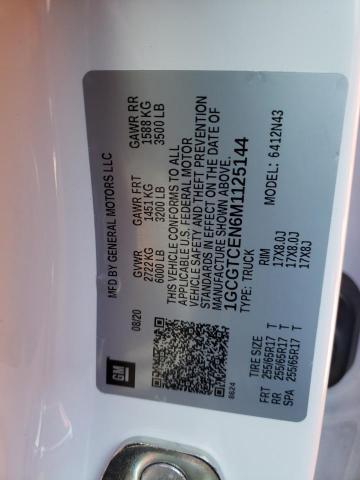 MFD BY GENERAL MOTORS LLC
08/20
GVWR
2722 KG
6000 LB
GAWR FRT
1451 KG
3200 LB
GAWR RR
1588 KG
3500 LB
THIS VEHICLE CONFORMS TO ALL
APPLICABLE U.S. FEDERAL MOTOR
VEHICLE SAFETY AND THEFT PREVENTION
STANDARDS IN EFFECT ON THE DATE OF
MANUFACTURE SHOWN ABOVE.
1GCGTCEN6M1125144
TYPE: TRUCK
MODEL: 6412N43
GM
8624
TIRE SIZE RIM
FRT 255/65R17 T 17X8.0J
RR 255/65R17 T 17X8.0J
SPA 255/65R17 T 17X8J